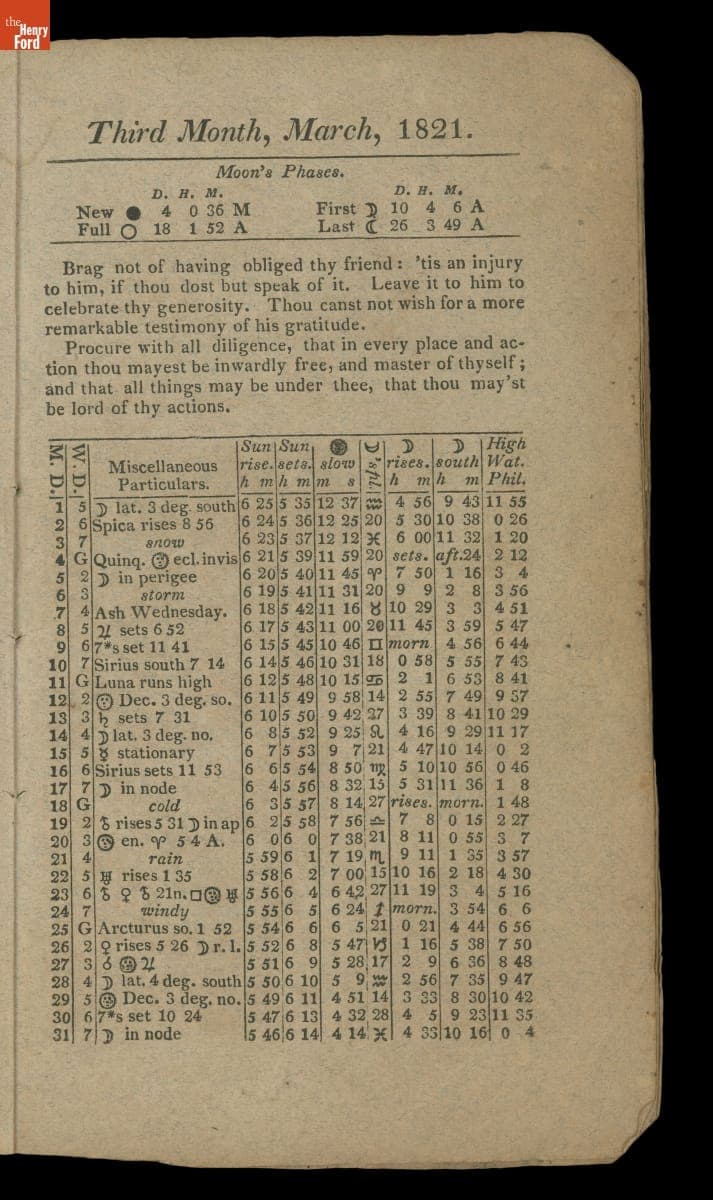 the
Henry
Ford
Third Month, March, 1821.
Moon's Phases.
D. H. M. D. H. M.
New ● 4 0 36 M First ☽ 10 4 6 A
Full ○ 18 1 52 A Last ☾ 26 3 49 A
Brag not of having obliged thy friend: 'tis an injury
to him, if thou dost but speak of it. Leave it to him to
celebrate thy generosity. Thou canst not wish for a more
remarkable testimony of his gratitude.
Procure with all diligence, that in every place and ac-
tion thou mayest be inwardly free, and master of thyself;
and that all things may be under thee, that thou may'st
be lord of thy actions.
M. D. W. D. Miscellaneous Particulars. Sun rise. h m Sun sets. h m slow m s ☽ pls. ☽ rises. h m ☽ south h m High Wat. Phil.
1 5 ☽ lat. 3 deg. south 6 25 5 35 12 37 ♒ 4 56 9 43 11 55
2 6 Spica rises 8 56 6 24 5 36 12 25 20 5 30 10 38 0 26
3 7 snow 6 23 5 37 12 12 ♓ 6 00 11 32 1 20
4 G Quinq. ☉ ecl. invis 6 21 5 39 11 59 20 sets. aft.24 2 12
5 2 ☽ in perigee 6 20 5 40 11 45 ♈ 7 50 1 16 3 4
6 3 storm 6 19 5 41 11 31 20 9 9 2 8 3 56
7 4 Ash Wednesday. 6 18 5 42 11 16 ♉ 10 29 3 3 4 51
8 5 ♃ sets 6 52 6 17 5 43 11 00 20 11 45 3 59 5 47
9 6 7*s set 11 41 6 15 5 45 10 46 ♊ morn 4 56 6 44
10 7 Sirius south 7 14 6 14 5 46 10 31 18 0 58 5 55 7 43
11 G Luna runs high 6 12 5 48 10 15 ♋ 2 1 6 53 8 41
12 2 ☉ Dec. 3 deg. so. 6 11 5 49 9 58 14 2 55 7 49 9 37
13 3 ♄ sets 7 31 6 10 5 50 9 42 27 3 39 8 41 10 29
14 4 ☽ lat. 3 deg. no. 6 8 5 52 9 25 ♌ 4 16 9 29 11 17
15 5 ☿ stationary 6 7 5 53 9 7 21 4 47 10 14 0 2
16 6 Sirius sets 11 53 6 6 5 54 8 50 ♍ 5 10 10 56 0 46
17 7 ☽ in node 6 4 5 56 8 32 15 5 31 11 36 1 8
18 G cold 6 3 5 57 8 14 27 rises. morn. 1 48
19 2 ♁ rises 5 31 ☽ in ap 6 2 5 58 7 56 ♎ 7 8 0 15 2 27
20 3 ☉ en. ♈ 5 4 A. 6 0 6 0 7 38 21 8 11 0 55 3 7
21 4 rain 5 59 6 1 7 19 ♏ 9 11 1 35 3 57
22 5 ♅ rises 1 35 5 58 6 2 7 00 15 10 16 2 18 4 30
23 6 ☌ ♀ ♁ 21n. □ ☉ ♅ 5 56 6 4 6 42 27 11 19 3 4 5 16
24 7 windy 5 55 6 5 6 24 ♐ morn. 3 54 6 6
25 G Arcturus so. 1 52 5 54 6 6 6 5 21 0 21 4 44 6 56
26 2 ♀ rises 5 26 ☽ r. l. 5 52 6 8 5 47 ♑ 1 16 5 38 7 50
27 3 ☌ ☉ ♃ 5 51 6 9 5 28 17 2 9 6 36 8 48
28 4 ☽ lat. 4 deg. south 5 50 6 10 5 9 ♒ 2 56 7 35 9 47
29 5 ☉ Dec. 3 deg. no. 5 49 6 11 4 51 14 3 33 8 30 10 42
30 6 7*s set 10 24 5 47 6 13 4 32 28 4 5 9 23 11 35
31 7 ☽ in node 5 46 6 14 4 14 ♓ 4 33 10 16 0 4